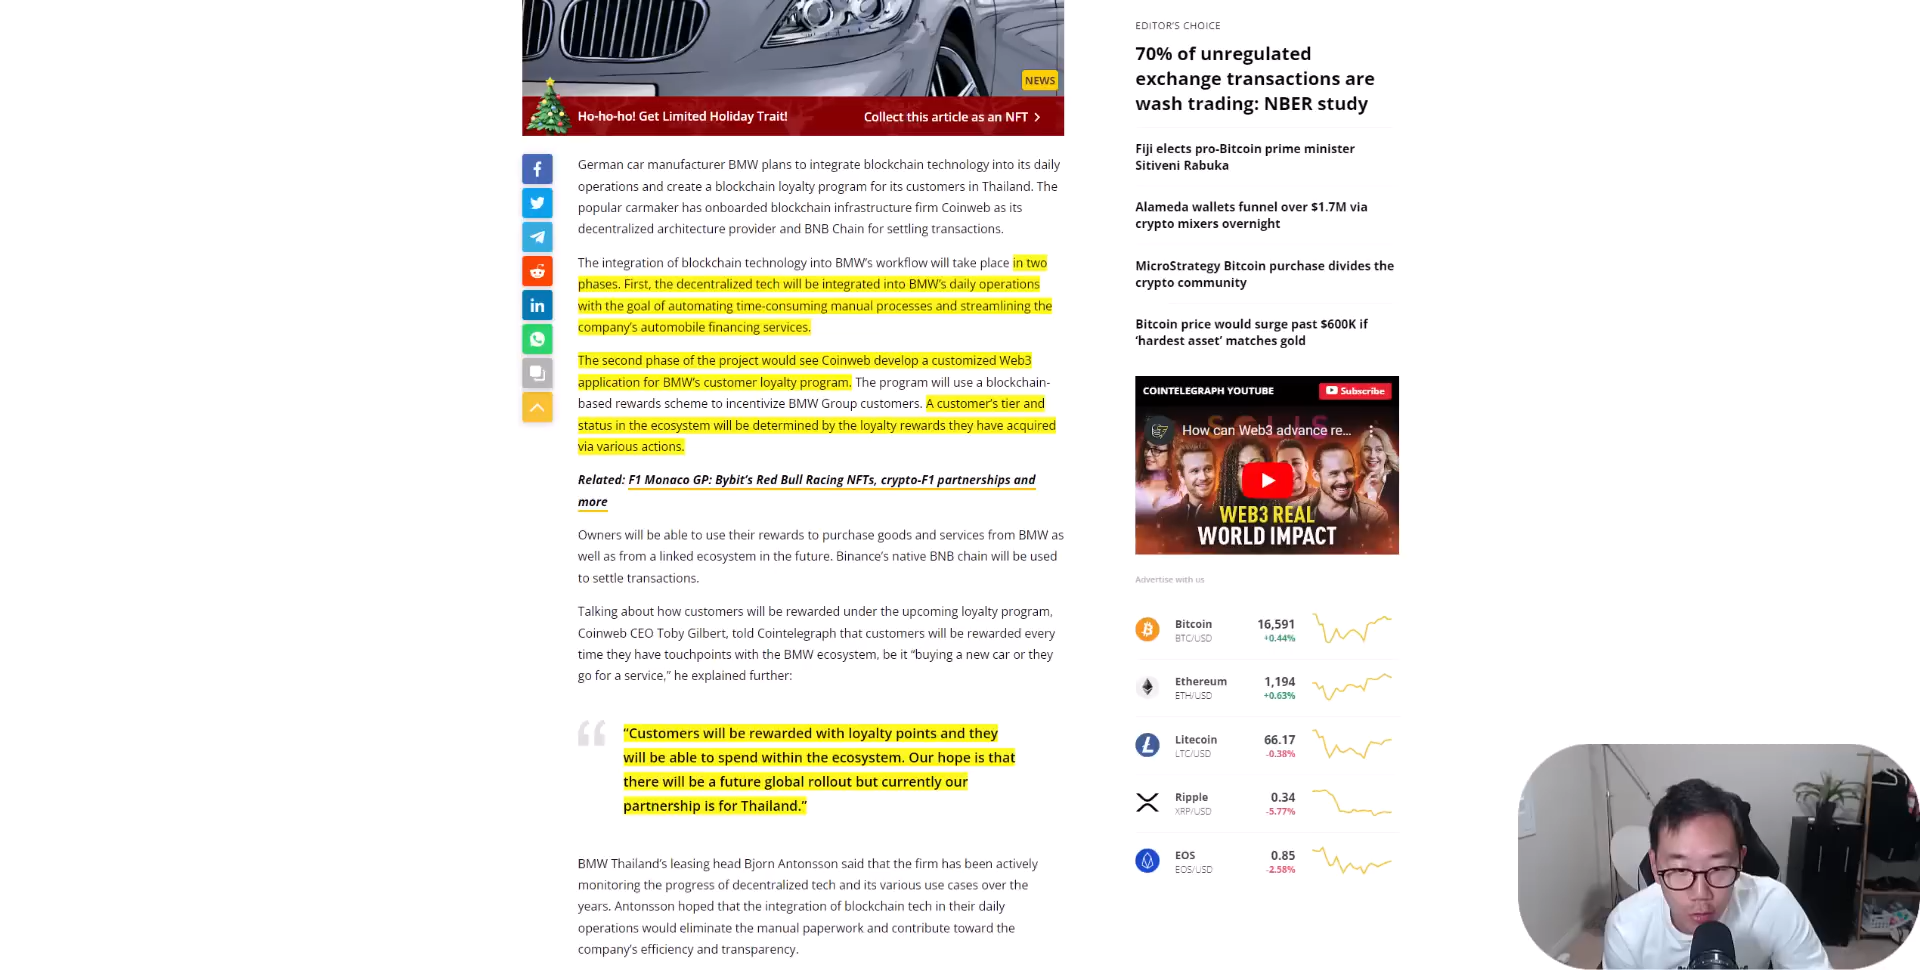 NEWS
Ho-ho-ho! Get Limited Holiday Trait!
Collect this article as an NFT
German car manufacturer BMW plans to integrate blockchain technology into its daily
operations and create a blockchain loyalty program for its customers in Thailand. The
popular carmaker has onboarded blockchain infrastructure firm Coinweb as its
decentralized architecture provider and BNB Chain for settling transactions.
The integration of blockchain technology into BMW's workflow will take place in two
phases. First, the decentralized tech will be integrated into BMW's daily operations
with the goal of automating time-consuming manual processes and streamlining the
company's automobile financing services.
The second phase of the project would see Coinweb develop a customized Web3
application for BMW's customer loyalty program. The program will use a blockchain-
based rewards scheme to incentivize BMW Group customers. A customer's tier and
status in the ecosystem will be determined by the loyalty rewards they have acquired
via various actions.
Related: F1 Monaco GP: Bybit's Red Bull Racing NFTs, crypto-F1 partnerships and
more
Owners will be able to use their rewards to purchase goods and services from BMW as
well as from a linked ecosystem in the future. Binance's native BNB chain will be used
to settle transactions.
Talking about how customers will be rewarded under the upcoming loyalty program,
Coinweb CEO Toby Gilbert, told Cointelegraph that customers will be rewarded every
time they have touchpoints with the BMW ecosystem, be it “buying a new car or they
go for a service,” he explained further:
“Customers will be rewarded with loyalty points and they
will be able to spend within the ecosystem. Our hope is that
there will be a future global rollout but currently our
partnership is for Thailand.”
BMW Thailand's leasing head Bjorn Antonsson said that the firm has been actively
monitoring the progress of decentralized tech and its various use cases over the
years. Antonsson hoped that the integration of blockchain tech in their daily
operations would eliminate the manual paperwork and contribute toward the
company's efficiency and transparency.
EDITOR'S CHOICE
70% of unregulated
exchange transactions are
wash trading: NBER study
Fiji elects pro-Bitcoin prime minister
Sitiveni Rabuka
Alameda wallets funnel over $1.7M via
crypto mixers overnight
MicroStrategy Bitcoin purchase divides the
crypto community
Bitcoin price would surge past $600K if
‘hardest asset’ matches gold
COINTELEGRAPH YOUTUBE
Subscribe
How can Web3 advance re...
WEB3 REAL
WORLD IMPACT
Advertise with us
Bitcoin 16,591
BTC/USD +0.44%
Ethereum 1,194
ETH/USD +0.63%
Litecoin 66.17
LTC/USD -0.38%
Ripple 0.34
XRP/USD -5.77%
EOS 0.85
EOS/USD -2.58%